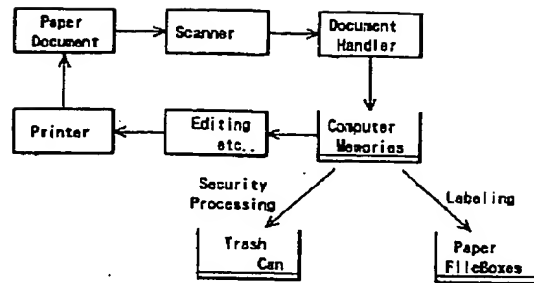 Paper
Document
Scanner
Document
Handler
Printer
Editing
etc..
Computer
Memories
Security
Processing
Labeling
Trash
Can
Paper
FileBoxes